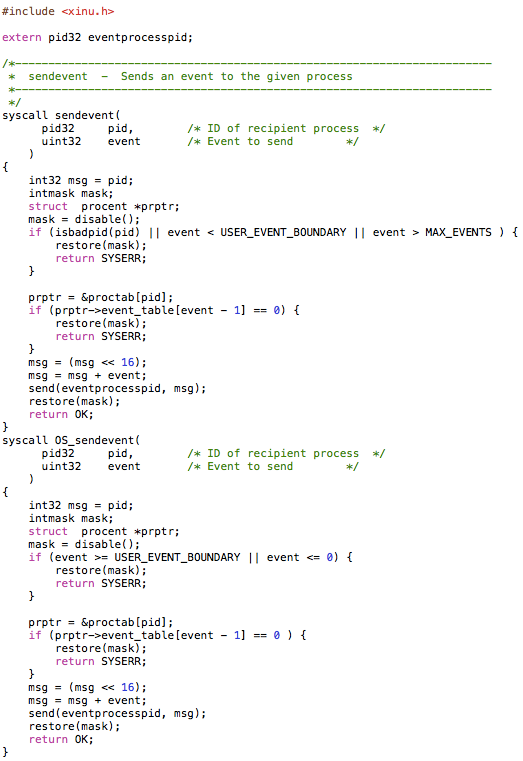 #include <xinu.h>
extern pid32 eventprocesspid;
/*------------------------------------------------------------------------
 *  sendevent  -  Sends an event to the given process
 *------------------------------------------------------------------------
 */
syscall sendevent(
      pid32     pid,        /* ID of recipient process  */
      uint32    event       /* Event to send            */
    )
{
    int32 msg = pid;
    intmask mask;
    struct  procent *prptr;
    mask = disable();
    if (isbadpid(pid) || event < USER_EVENT_BOUNDARY || event > MAX_EVENTS ) {
        restore(mask);
        return SYSERR;
    }
    prptr = &proctab[pid];
    if (prptr->event_table[event - 1] == 0) {
        restore(mask);
        return SYSERR;
    }
    msg = (msg << 16);
    msg = msg + event;
    send(eventprocesspid, msg);
    restore(mask);
    return OK;
}
syscall OS_sendevent(
      pid32     pid,        /* ID of recipient process  */
      uint32    event       /* Event to send            */
    )
{
    int32 msg = pid;
    intmask mask;
    struct  procent *prptr;
    mask = disable();
    if (event >= USER_EVENT_BOUNDARY || event <= 0) {
        restore(mask);
        return SYSERR;
    }
    prptr = &proctab[pid];
    if (prptr->event_table[event - 1] == 0 ) {
        restore(mask);
        return SYSERR;
    }
    msg = (msg << 16);
    msg = msg + event;
    send(eventprocesspid, msg);
    restore(mask);
    return OK;
}